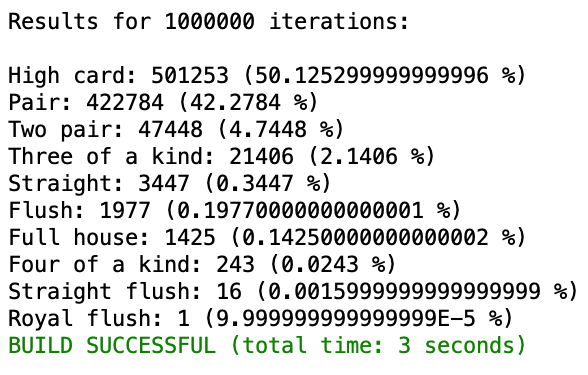 Results for 1000000 iterations:
High card: 501253 (50.125299999999996 %)
Pair: 422784 (42.2784 %)
Two pair: 47448 (4.7448 %)
Three of a kind: 21406 (2.1406 %)
Straight: 3447 (0.3447 %)
Flush: 1977 (0.19770000000000001 %)
Full house: 1425 (0.14250000000000002 %)
Four of a kind: 243 (0.0243 %)
Straight flush: 16 (0.0015999999999999999 %)
Royal flush: 1 (9.999999999999999E-5 %)
BUILD SUCCESSFUL (total time: 3 seconds)